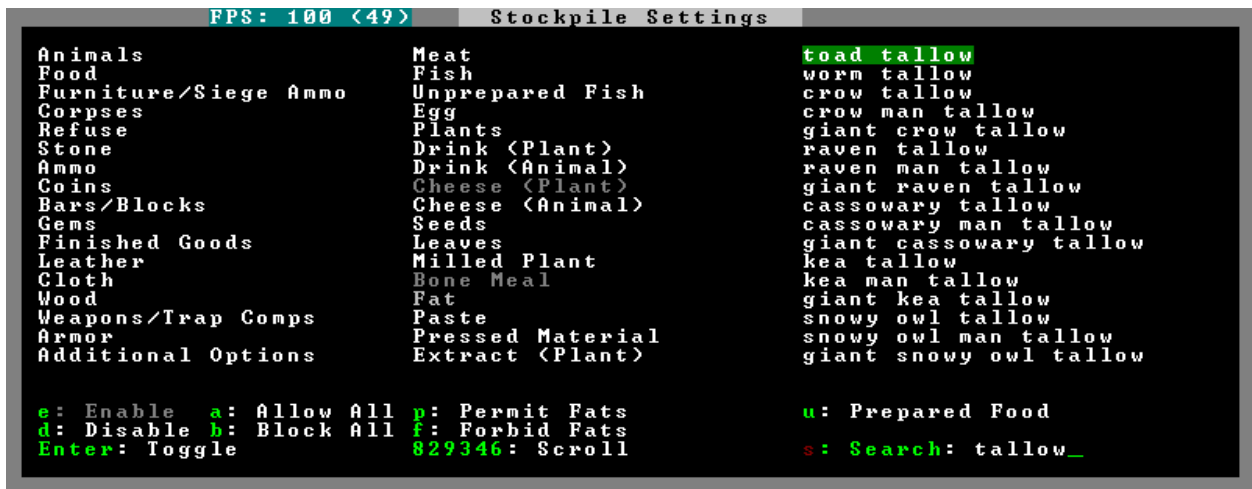 FPS: 100 (49) Stockpile Settings
Animals Meat toad tallow
Food Fish worm tallow
Furniture/Siege Ammo Unprepared Fish crow tallow
Corpses Egg crow man tallow
Refuse Plants giant crow tallow
Stone Drink (Plant) raven tallow
Ammo Drink (Animal) raven man tallow
Coins Cheese (Plant) giant raven tallow
Bars/Blocks Cheese (Animal) cassowary tallow
Gems Seeds cassowary man tallow
Finished Goods Leaves giant cassowary tallow
Leather Milled Plant kea tallow
Cloth Bone Meal kea man tallow
Wood Fat giant kea tallow
Weapons/Trap Comps Paste snowy owl tallow
Armor Pressed Material snowy owl man tallow
Additional Options Extract (Plant) giant snowy owl tallow
e: Enable a: Allow All p: Permit Fats u: Prepared Food
d: Disable b: Block All f: Forbid Fats
Enter: Toggle 829346: Scroll s: Search: tallow_